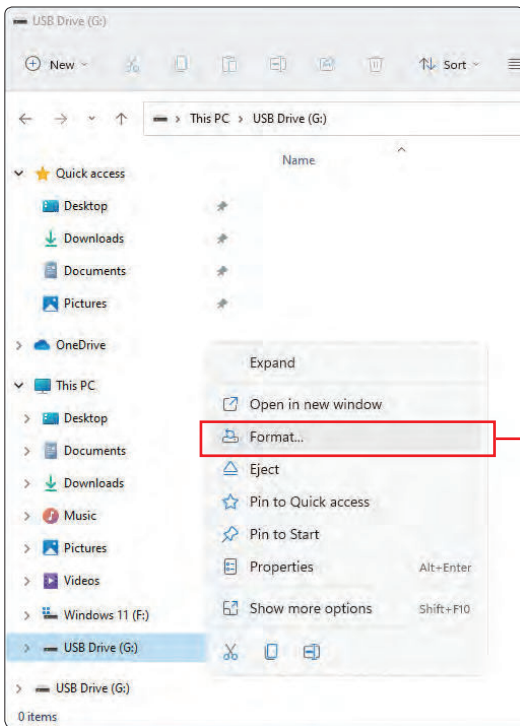 USB Drive (G:)
New
Sort
This PC > USB Drive (G:)
Name
Quick access
Desktop
Downloads
Documents
Pictures
OneDrive
This PC
Desktop
Documents
Downloads
Music
Pictures
Videos
Windows 11 (F:)
USB Drive (G:)
USB Drive (G:)
0 items
Expand
Open in new window
Format...
Eject
Pin to Quick access
Pin to Start
Properties Alt+Enter
Show more options Shift+F10